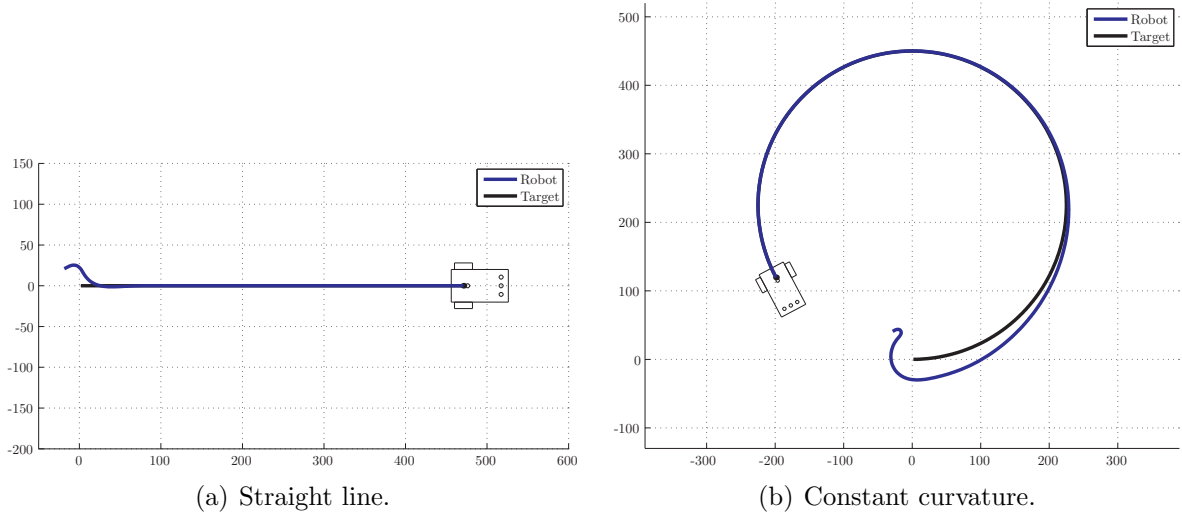 150
100
50
0
-50
-100
-150
-200
0 100 200 300 400 500 600
Robot
Target
(a) Straight line.
500
400
300
200
100
0
-100
-300 -200 -100 0 100 200 300
Robot
Target
(b) Constant curvature.